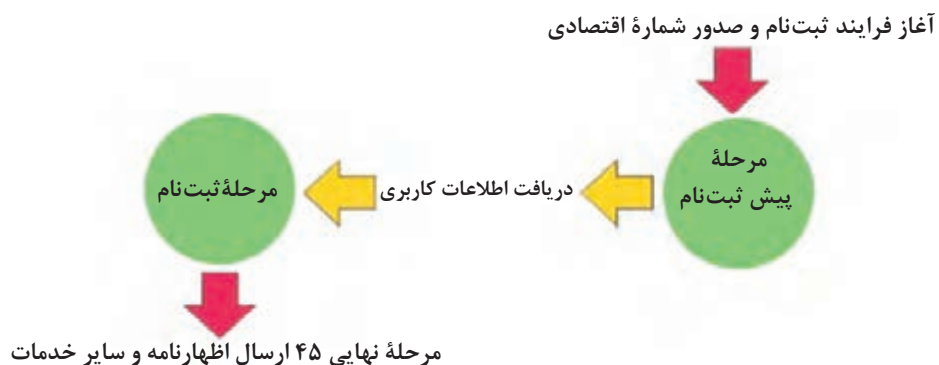 آغاز فرایند ثبت‌نام و صدور شمارهٔ اقتصادی
مرحلهٔ
پیش ثبت‌نام
دریافت اطلاعات کاربری
مرحلهٔ ثبت‌نام
مرحلهٔ نهایی ۴۵ ارسال اظهارنامه و سایر خدمات